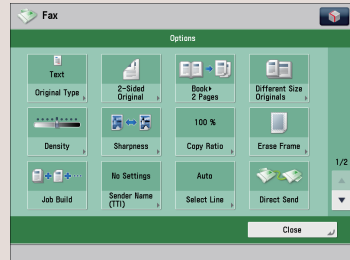 Fax
Options
Text
Original Type
2-Sided
Original
Book
2 Pages
Different Size
Originals
Density
Sharpness
100 %
Copy Ratio
Erase Frame
1/2
Job Build
No Settings
Sender Name
(TTI)
Auto
Select Line
Direct Send
Close